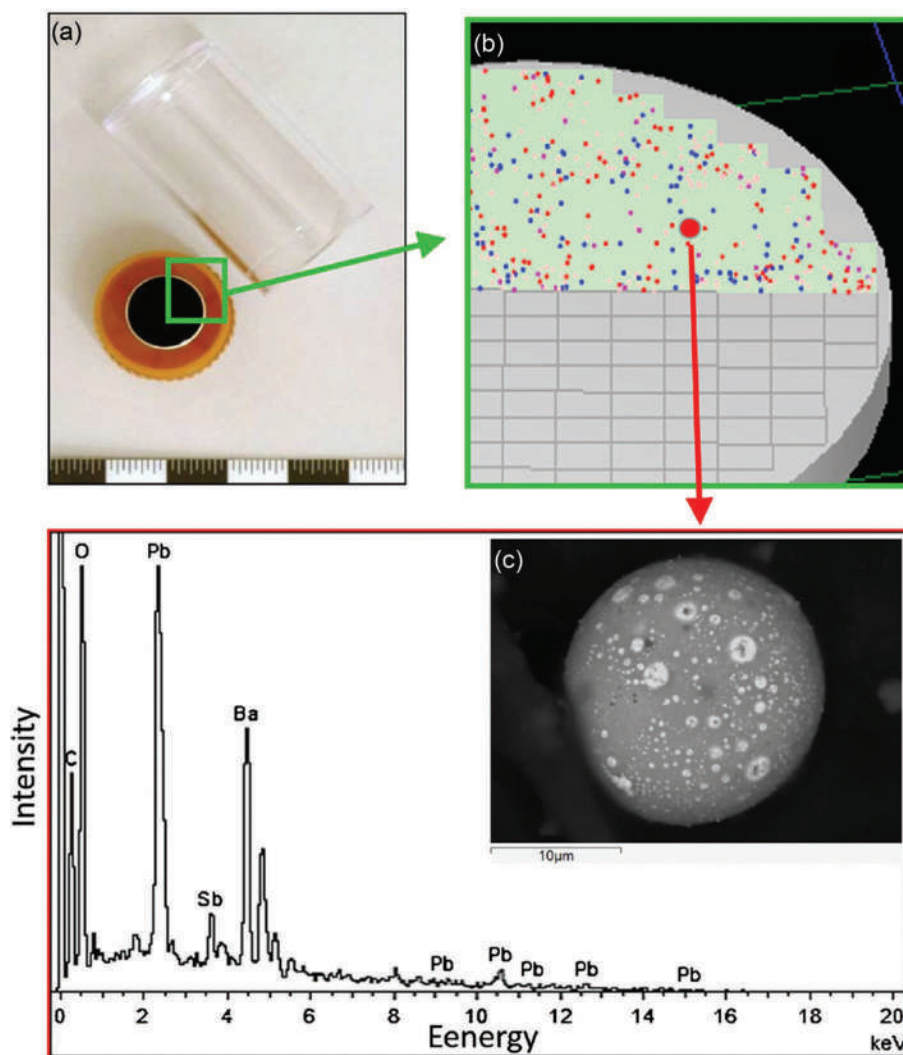 (a)
(b)
(c)
10µm
O
Pb
C
Ba
Sb
Pb
Pb
Pb
Pb
Pb
Intensity
0 2 4 6 8 10 12 14 16 18 20
Eenergy
keV